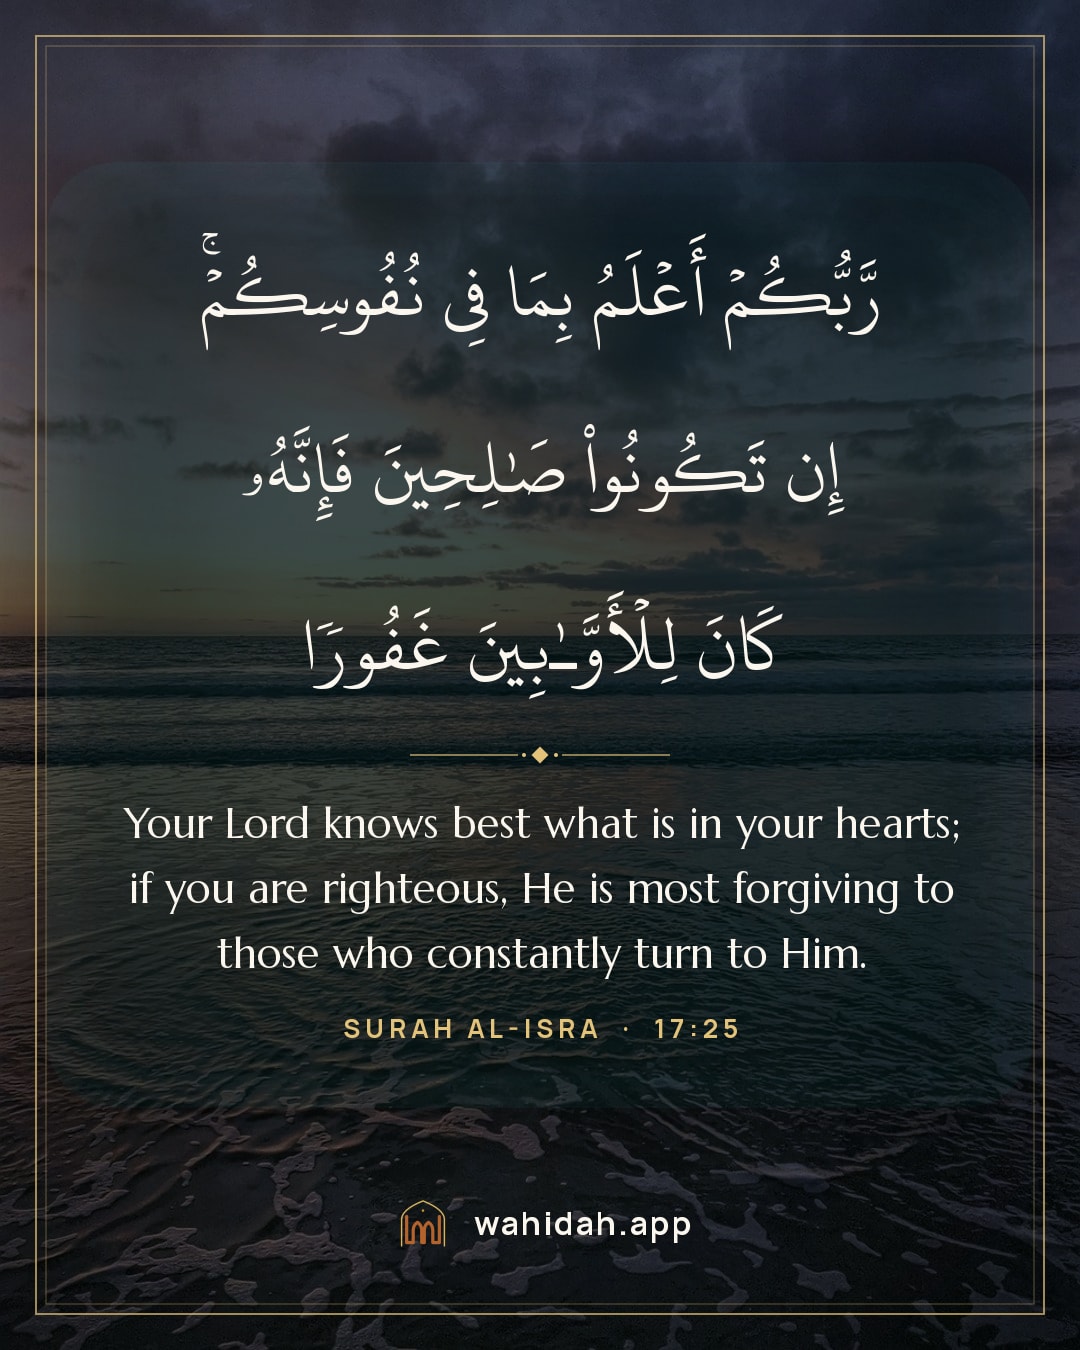 رَّبُّكُمۡ أَعۡلَمُ بِمَا فِي نُفُوسِكُمۡۚ
إِن تَكُونُواْ صَٰلِحِينَ فَإِنَّهُۥ
كَانَ لِلۡأَوَّٰبِينَ غَفُورَا
Your Lord knows best what is in your hearts;
if you are righteous, He is most forgiving to
those who constantly turn to Him.
SURAH AL-ISRA · 17:25
wahidah.app